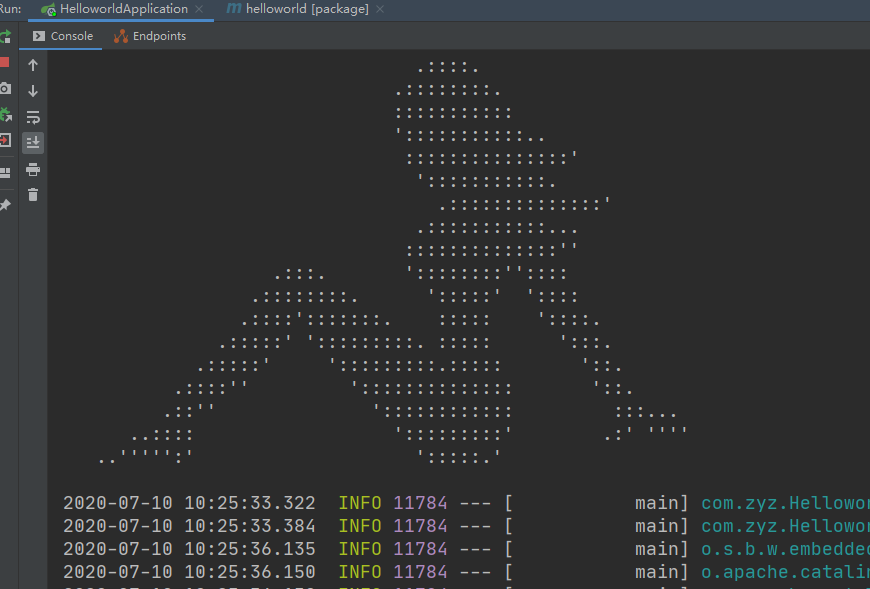 Run:
HelloworldApplication
helloworld [package]
Console
Endpoints
.::::.
.::::::::.
:::::::::::
':::::::::::..
:::::::::::::::'
':::::::::::.
.::::::::::::::'
.:::::::::::...
::::::::::::::''
.:::. '::::::::''::::
.::::::::. ':::::' '::::
.::::':::::::. ::::: '::::.
.:::::' ':::::::::. ::::: ':::.
.:::::' ':::::::::.::::: '::.
.::::'' ':::::::::::::: '::.
.::'' ':::::::::::: :::...
..:::: ':::::::::' .:' ''''
..''''':' ':::::.'
2020-07-10 10:25:33.322 INFO 11784 --- [ main] com.zyz.Hellowor
2020-07-10 10:25:33.384 INFO 11784 --- [ main] com.zyz.Hellowor
2020-07-10 10:25:36.135 INFO 11784 --- [ main] o.s.b.w.embedded
2020-07-10 10:25:36.150 INFO 11784 --- [ main] o.apache.catalin